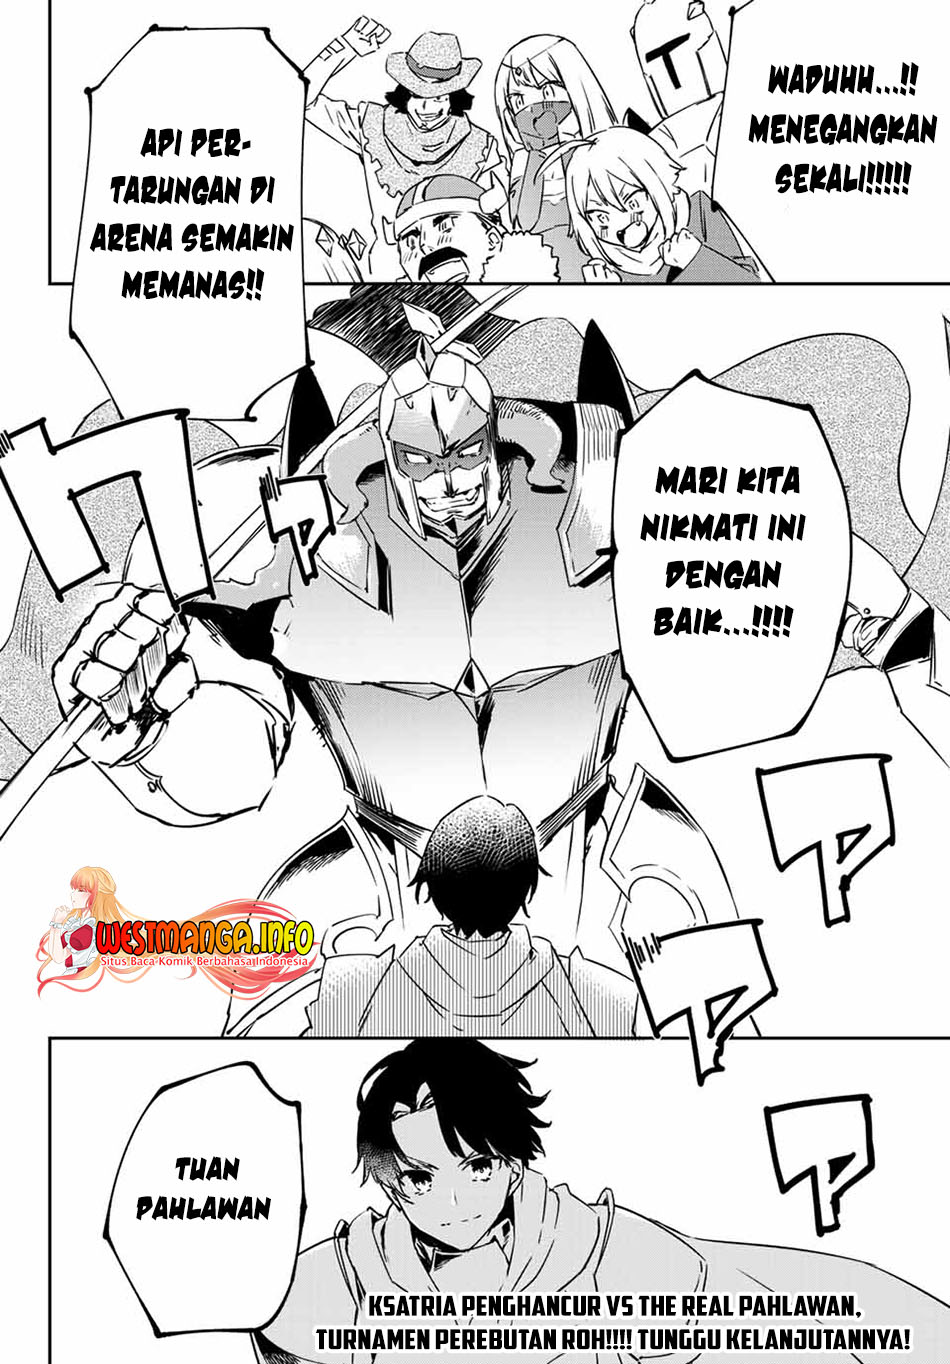 WADUHH...!!
MENEGANGKAN
SEKALI!!!!!
API PER-
TARUNGAN DI
ARENA SEMAKIN
MEMANAS!!
MARI KITA
NIKMATI INI
DENGAN
BAIK...!!!!
WESTMANGA.INFO
Situs Baca Komik Berbahasa Indonesia
TUAN
PAHLAWAN
KSATRIA PENGHANCUR VS THE REAL PAHLAWAN,
TURNAMEN PEREBUTAN ROH!!!! TUNGGU KELANJUTANNYA!